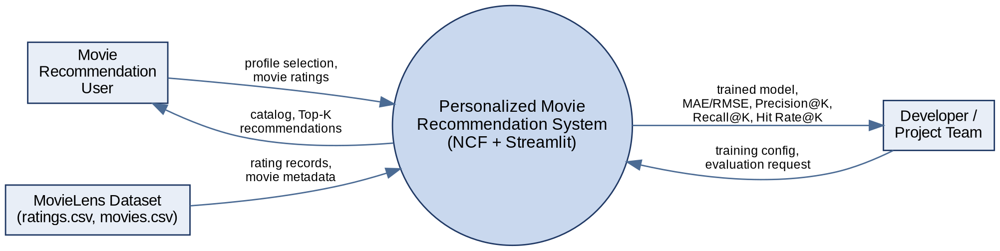 Movie
Recommendation
User
profile selection,
movie ratings
catalog, Top-K
recommendations
rating records,
movie metadata
MovieLens Dataset
(ratings.csv, movies.csv)
Personalized Movie
Recommendation System
(NCF + Streamlit)
trained model,
MAE/RMSE, Precision@K,
Recall@K, Hit Rate@K
training config,
evaluation request
Developer /
Project Team